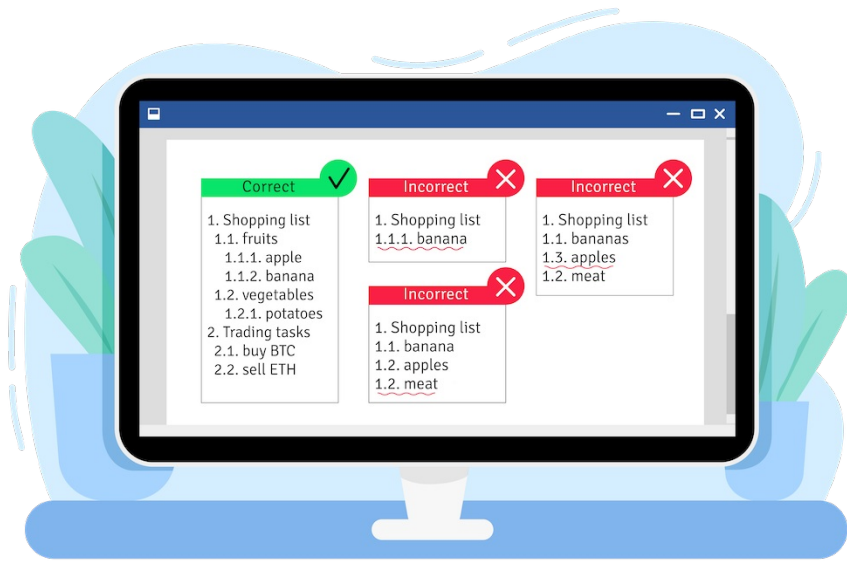 Correct
1. Shopping list
1.1. fruits
1.1.1. apple
1.1.2. banana
1.2. vegetables
1.2.1. potatoes
2. Trading tasks
2.1. buy BTC
2.2. sell ETH
Incorrect
1. Shopping list
1.1.1. banana
Incorrect
1. Shopping list
1.1. banana
1.2. apples
1.2. meat
Incorrect
1. Shopping list
1.1. bananas
1.3. apples
1.2. meat